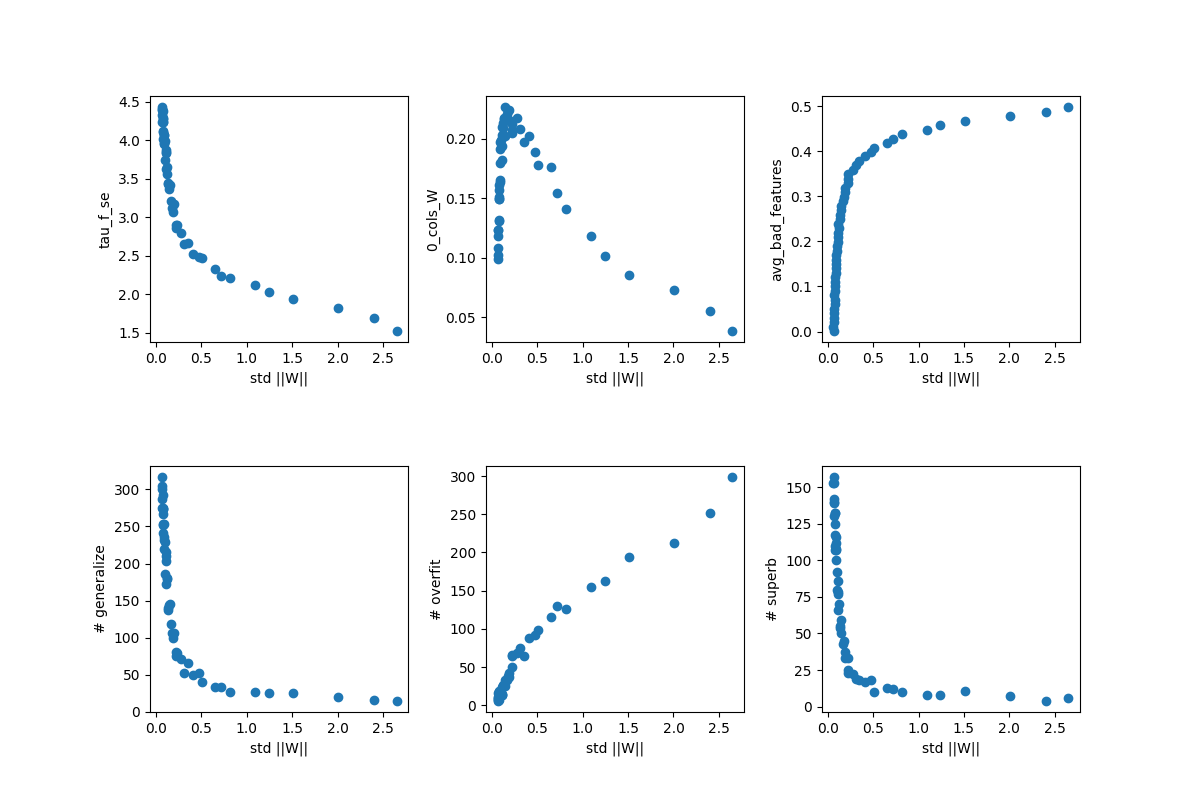 4.5
4.0
3.5
3.0
2.5
2.0
1.5
tau_f_se
0.0 0.5 1.0 1.5 2.0 2.5
std ||W||
0.20
0.15
0.10
0.05
0_cols_W
0.0 0.5 1.0 1.5 2.0 2.5
std ||W||
0.5
0.4
0.3
0.2
0.1
0.0
avg_bad_features
0.0 0.5 1.0 1.5 2.0 2.5
std ||W||
300
250
200
150
100
50
0
# generalize
0.0 0.5 1.0 1.5 2.0 2.5
std ||W||
300
250
200
150
100
50
0
# overfit
0.0 0.5 1.0 1.5 2.0 2.5
std ||W||
150
125
100
75
50
25
0
# superb
0.0 0.5 1.0 1.5 2.0 2.5
std ||W||